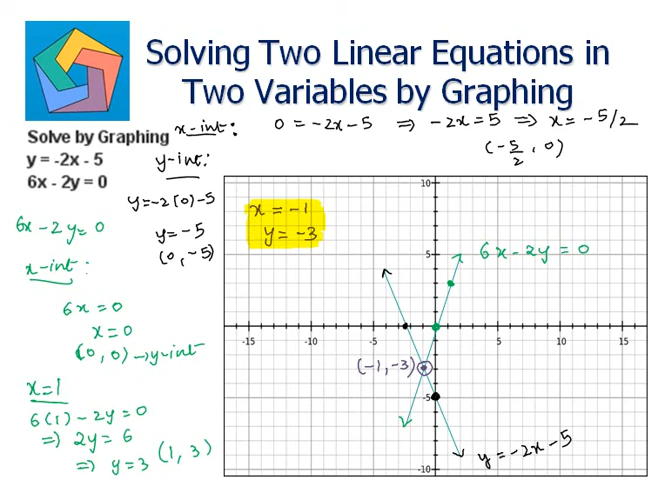 Solving Two Linear Equations in
Two Variables by Graphing
x-int: 0 = -2x-5 ⇒ -2x=5 ⇒ x=-5/2
(-5/2, 0)
Solve by Graphing
y = -2x - 5
6x - 2y = 0
y-int:
y=-2(0)-5
y=-5
(0,-5)
6x-2y=0
x-int:
6x=0
x=0
(0,0)→y-int
x=1
6(1)-2y=0
⇒ 2y=6
⇒ y=3 (1,3)
x = -1
y = -3
6x-2y=0
(-1,-3)
y=-2x-5
10
5
-15
-10
-5
5
10
15
-5
-10